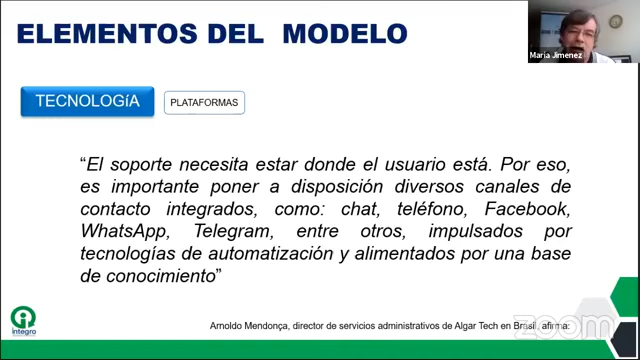 ELEMENTOS DEL MODELO
Maria Jimenez
TECNOLOGíA
PLATAFORMAS
“El soporte necesita estar donde el usuario está. Por eso,
es importante poner a disposición diversos canales de
contacto integrados, como: chat, teléfono, Facebook,
WhatsApp, Telegram, entre otros, impulsados por
tecnologías de automatización y alimentados por una base
de conocimiento”
integro
Arnoldo Mendonça, director de servicios administrativos de Algar Tech en Brasil, afirma:
zoom